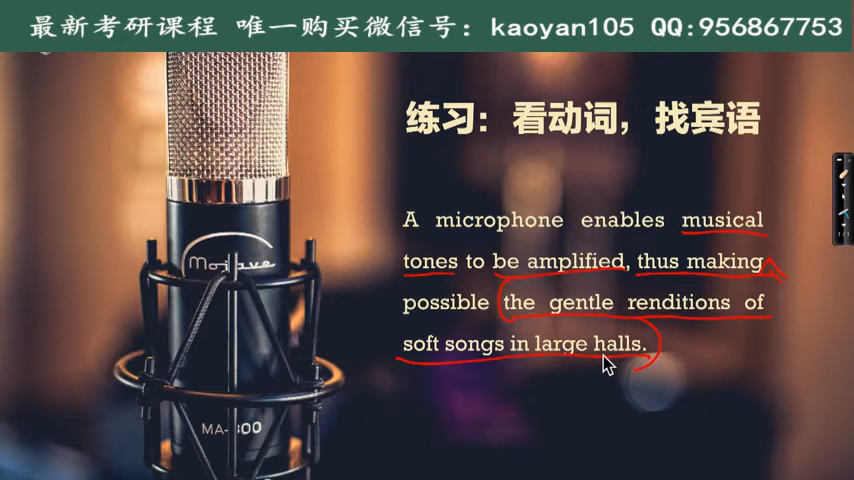 最新考研课程 唯一购买微信号：kaoyan105 QQ:956867753
练习：看动词，找宾语
A microphone enables musical
tones to be amplified, thus making
possible the gentle renditions of
soft songs in large halls.
Mojave